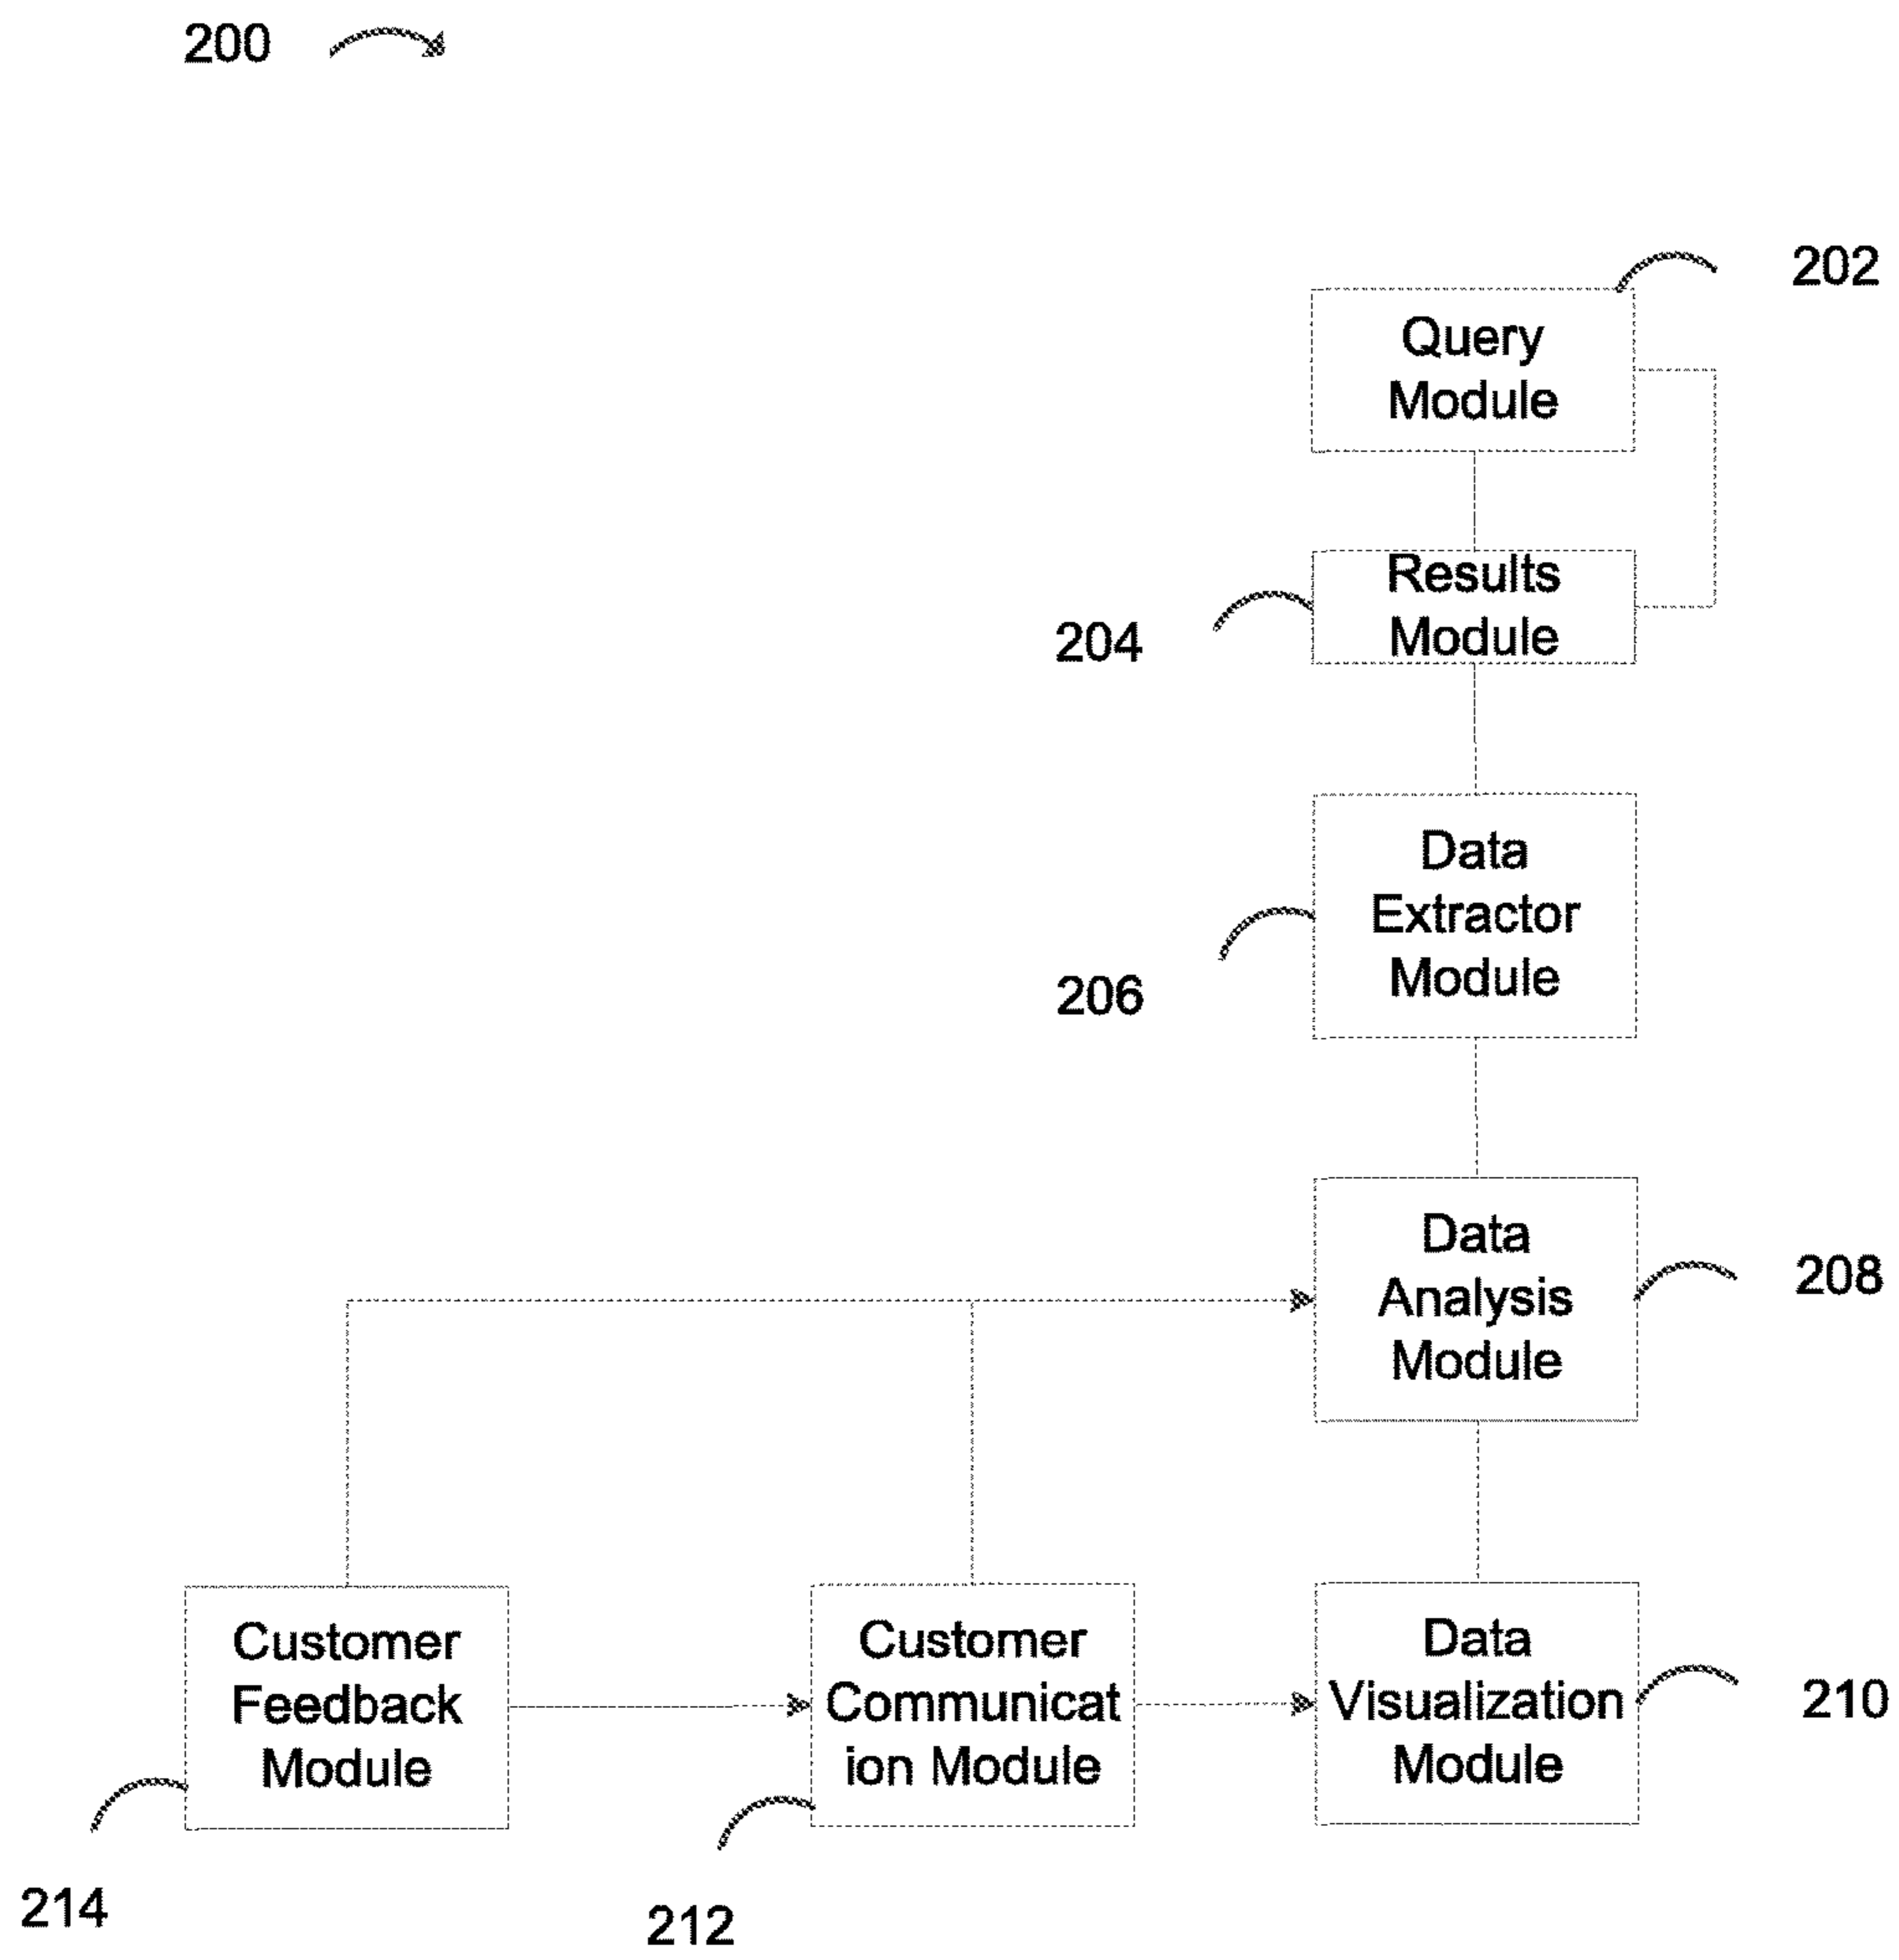 200
202
Query
Module
Results
Module
204
Data
Extractor
Module
206
Data
Analysis
Module
208
Customer
Feedback
Module
Customer
Communicat
ion Module
Data
Visualization
Module
210
214
212